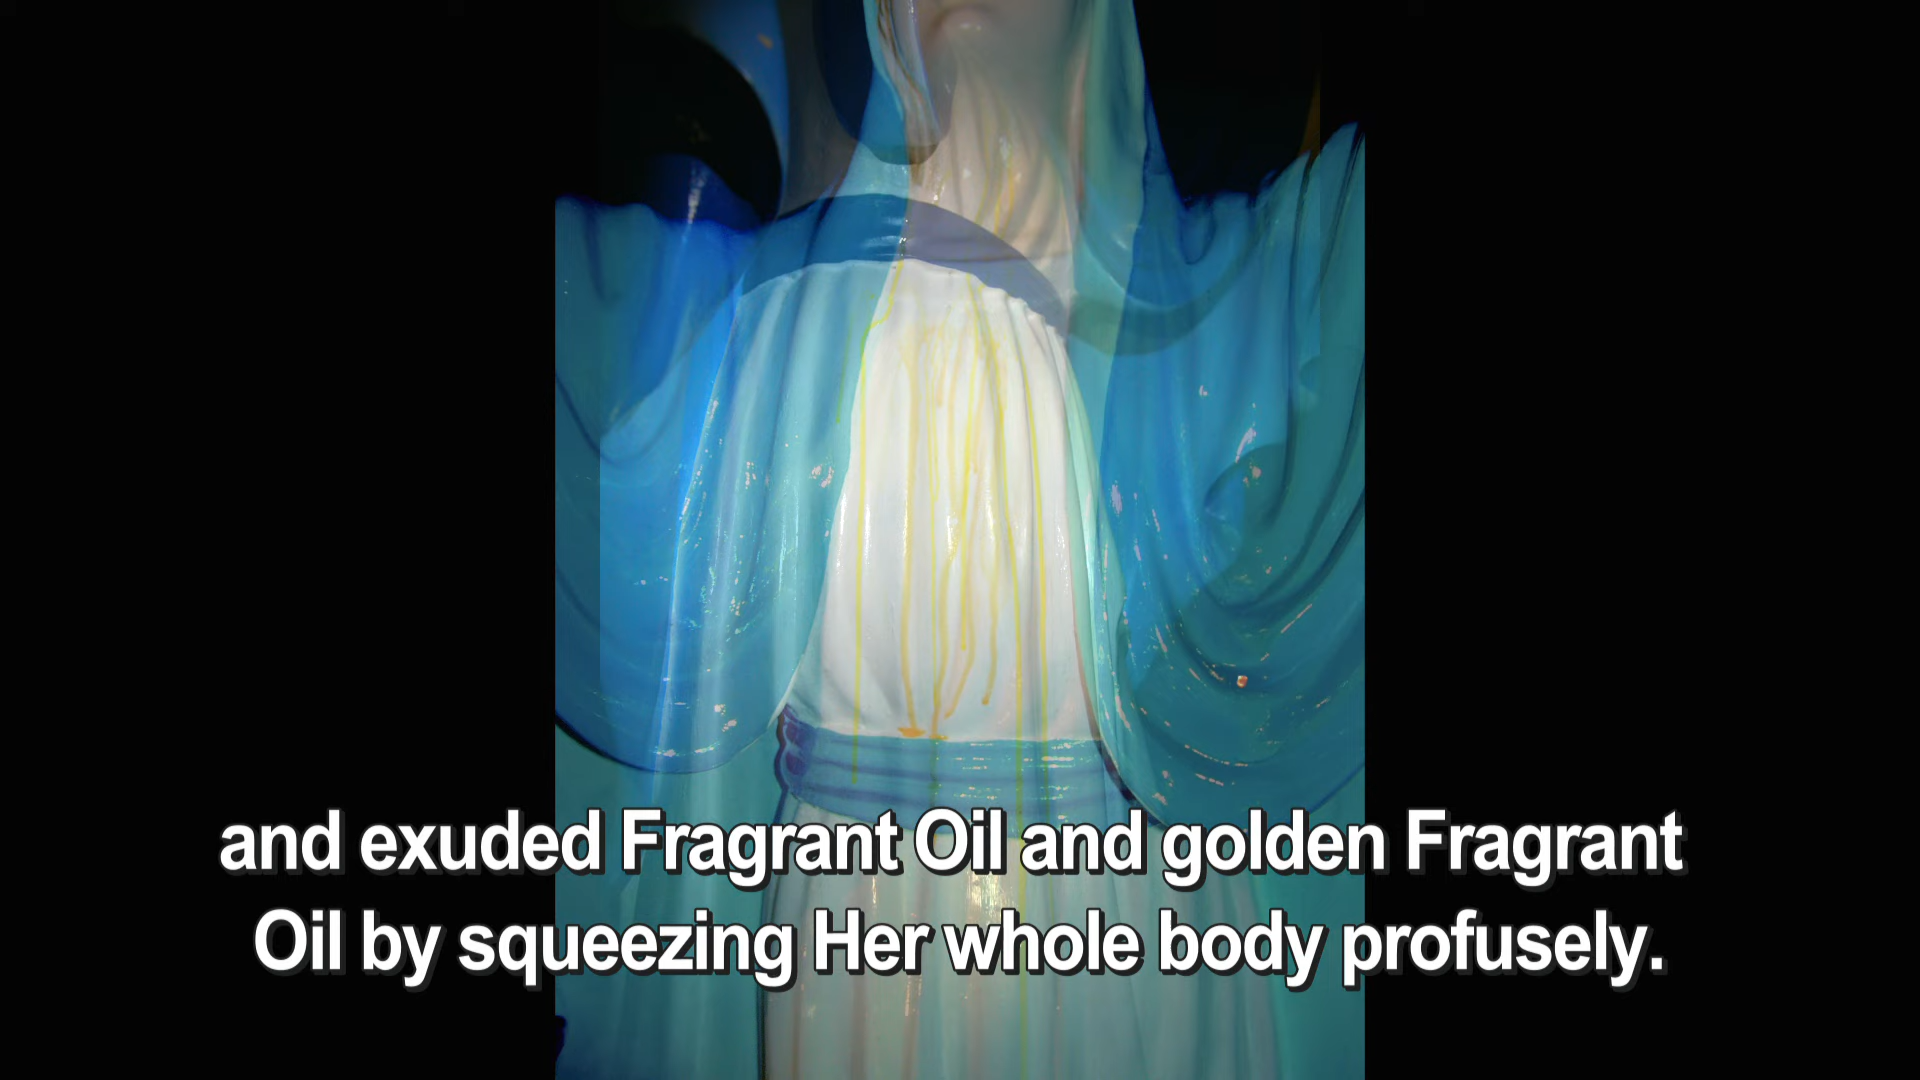 and exuded Fragrant Oil and golden Fragrant
Oil by squeezing Her whole body profusely.